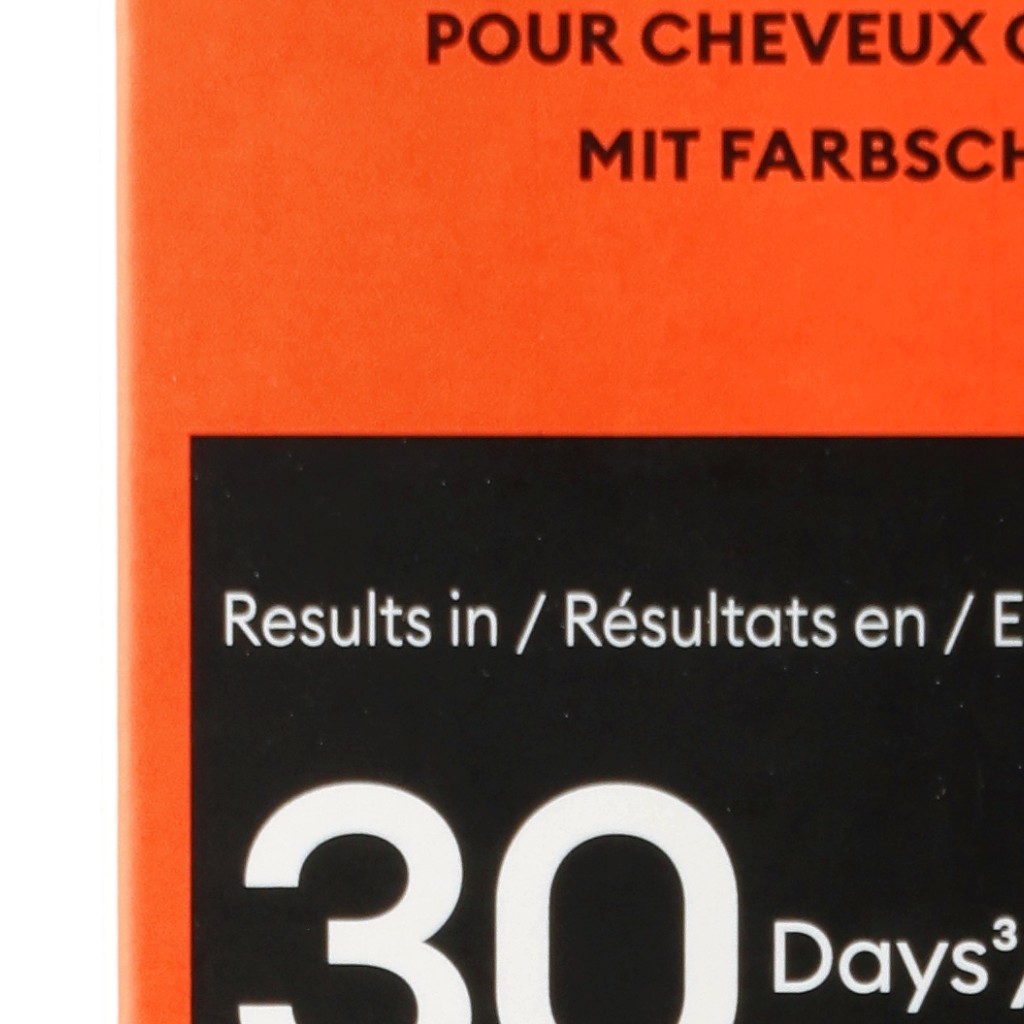 POUR CHEVEUX
MIT FARBSCH
Results in / Résultats en / E
30 Days³